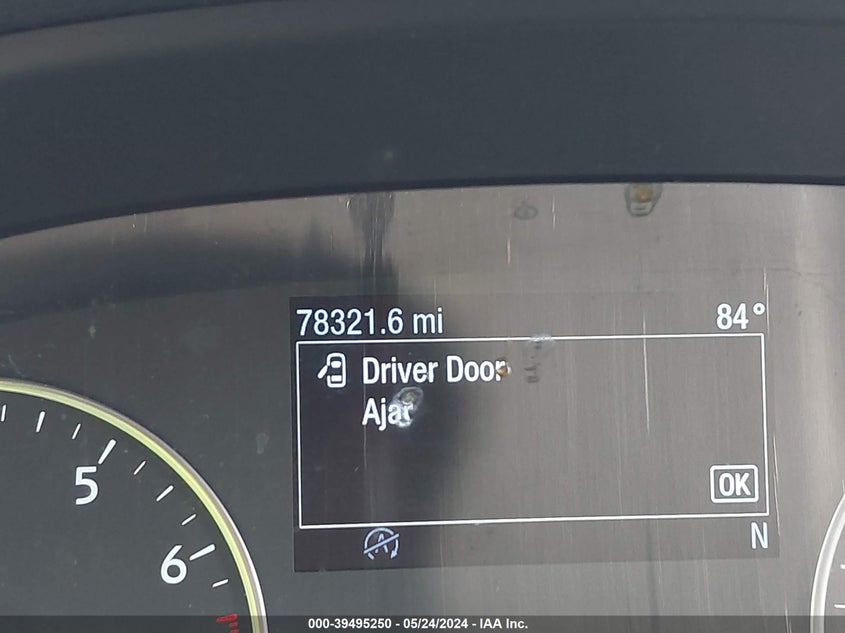 78321.6 mi 84°
Driver Door
Ajar
OK
N
5
6
000-39495250 - 05/24/2024 - IAA Inc.